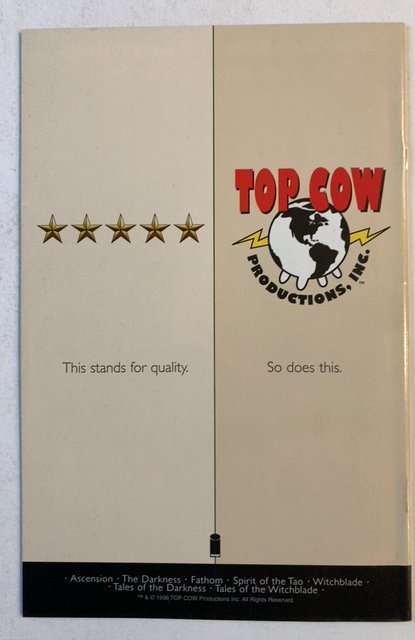 TOP COW
PRODUCTIONS, INC.
This stands for quality.
So does this.
· Ascension · The Darkness · Fathom · Spirit of the Tao · Witchblade ·
· Tales of the Darkness · Tales of the Witchblade ·
™ & © 1998 TOP COW Productions Inc. All Rights Reserved.